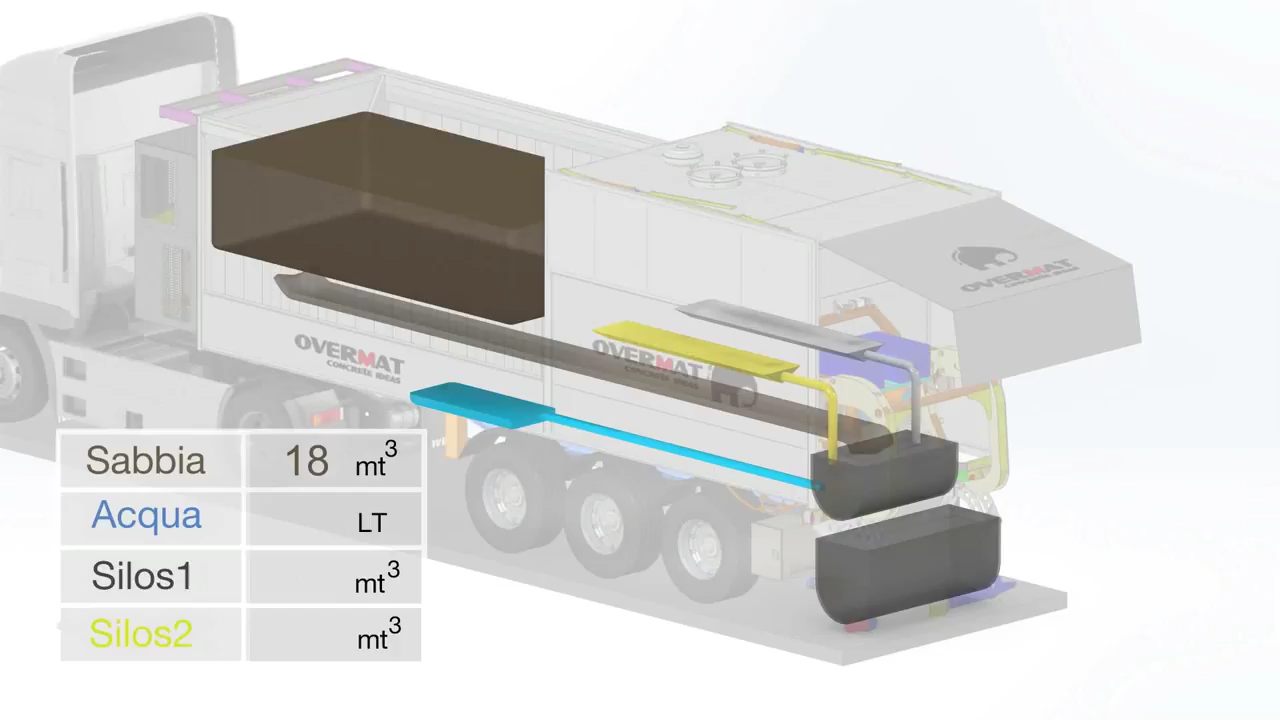 OVERMAT
CONCRETE IDEAS
OVERMAT
CONCRETE IDEAS
OVERMAT
Sabbia 18 mt³
Acqua LT
Silos1 mt³
Silos2 mt³